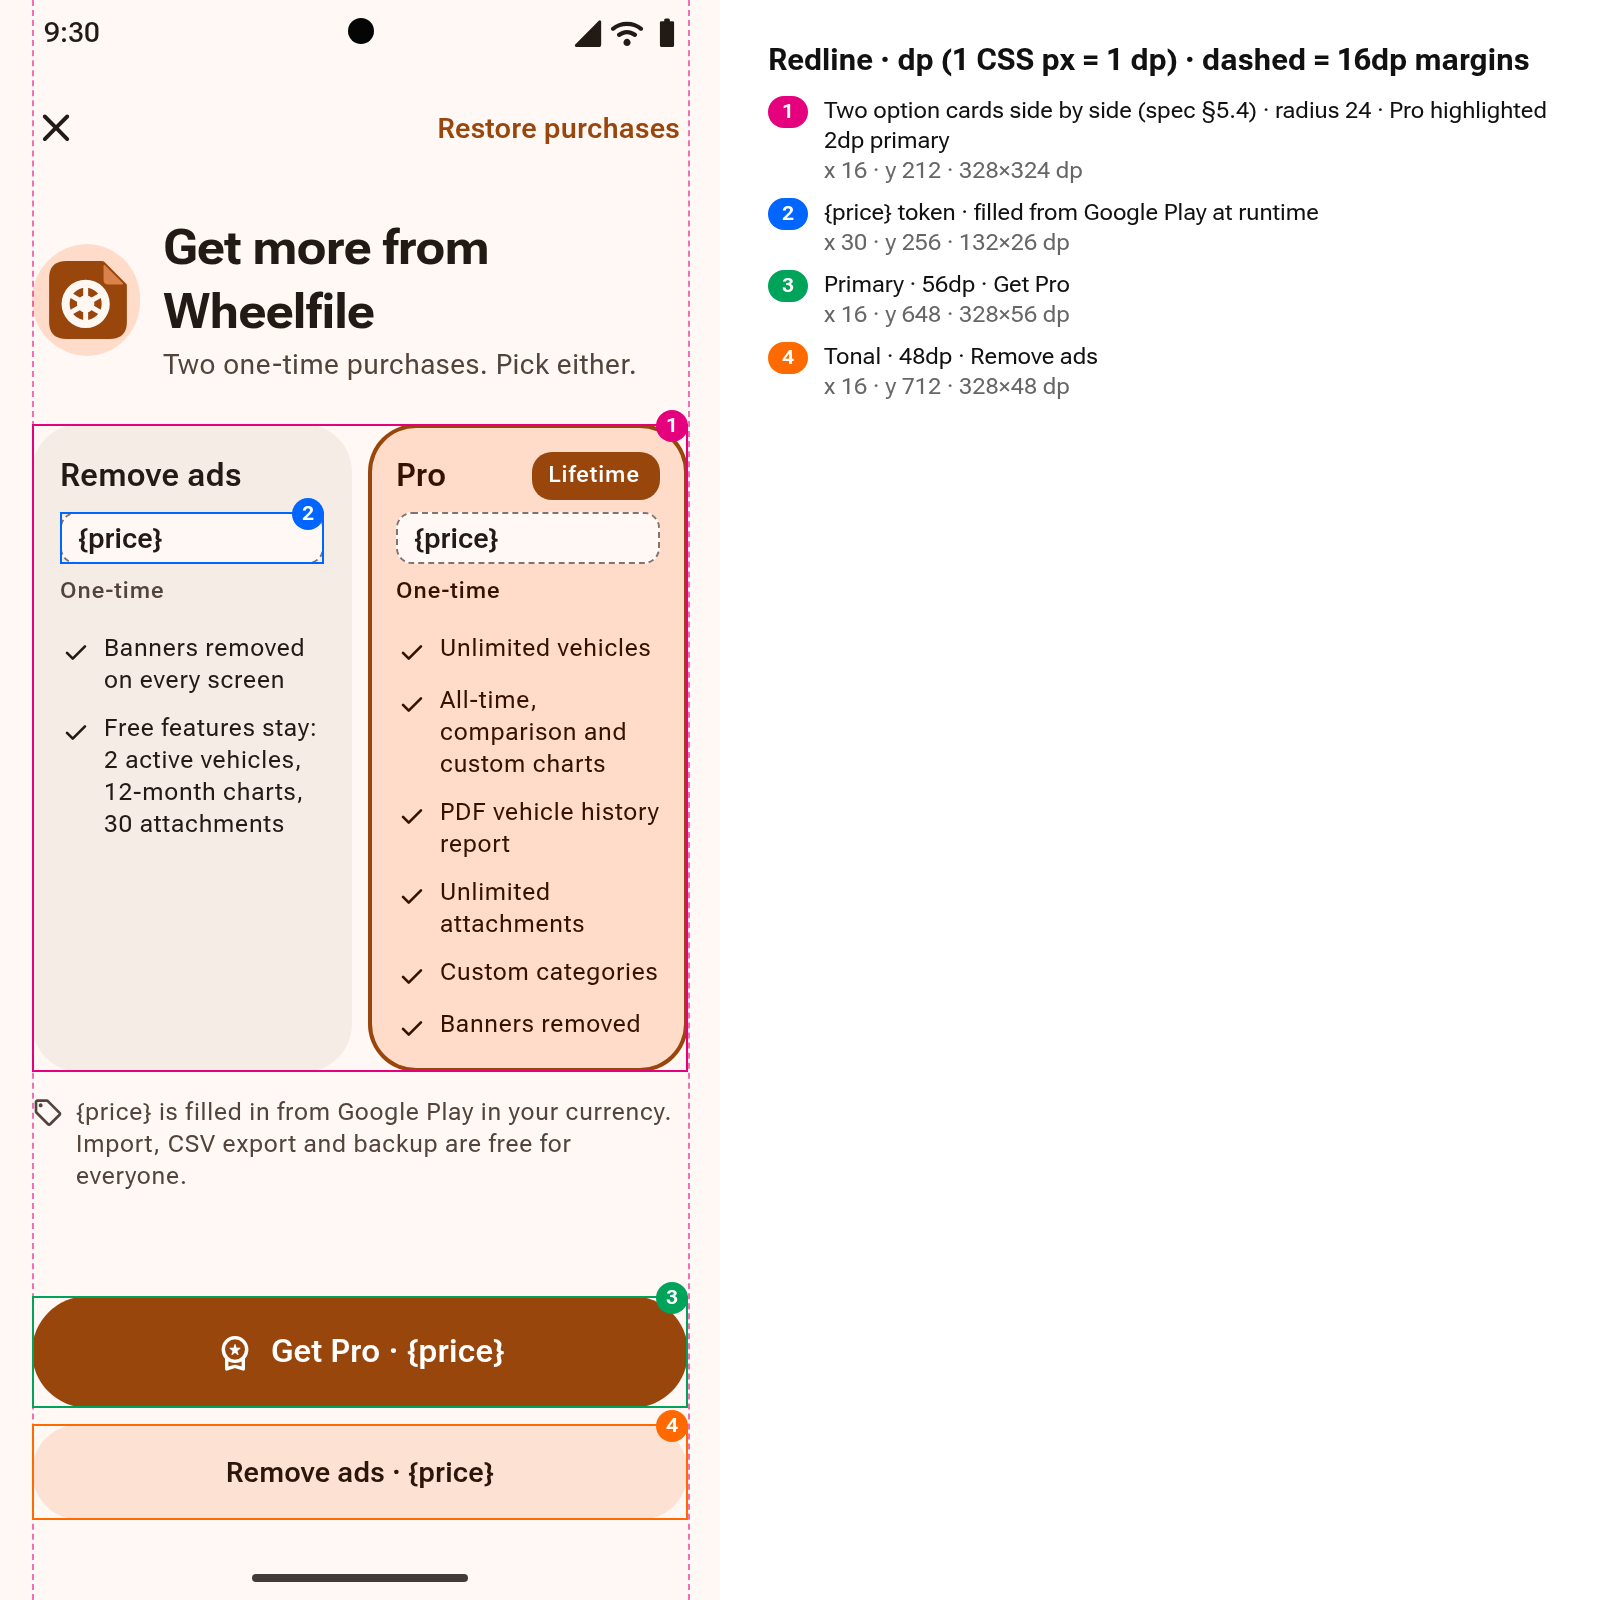 9:30
Restore purchases
Get more from
Wheelfile
Two one-time purchases. Pick either.
1
Remove ads
2
{price}
One-time
Banners removed
on every screen
Free features stay:
2 active vehicles,
12-month charts,
30 attachments
Pro
Lifetime
{price}
One-time
Unlimited vehicles
All-time,
comparison and
custom charts
PDF vehicle history
report
Unlimited
attachments
Custom categories
Banners removed
{price} is filled in from Google Play in your currency.
Import, CSV export and backup are free for
everyone.
3
Get Pro · {price}
4
Remove ads · {price}
Redline · dp (1 CSS px = 1 dp) · dashed = 16dp margins
1 Two option cards side by side (spec §5.4) · radius 24 · Pro highlighted
2dp primary
x 16 · y 212 · 328×324 dp
2 {price} token · filled from Google Play at runtime
x 30 · y 256 · 132×26 dp
3 Primary · 56dp · Get Pro
x 16 · y 648 · 328×56 dp
4 Tonal · 48dp · Remove ads
x 16 · y 712 · 328×48 dp